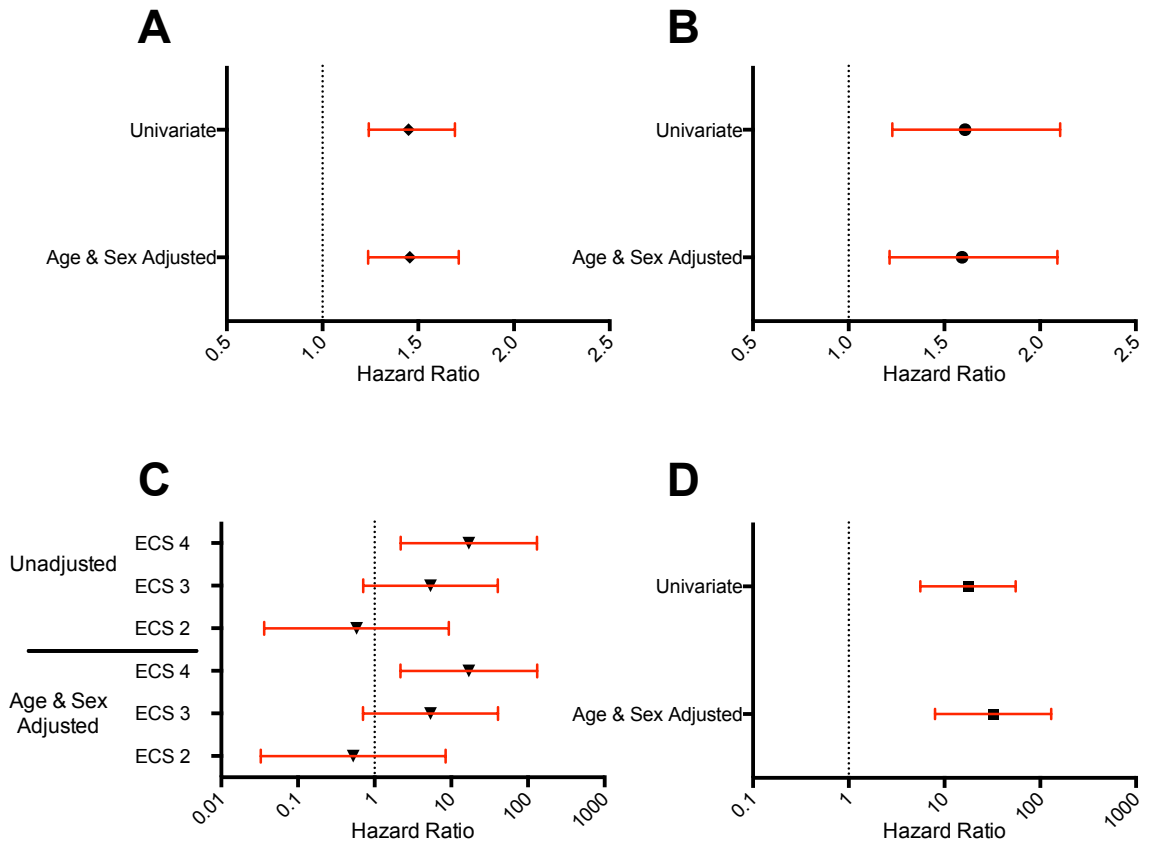 A
Univariate
Age & Sex Adjusted
0.5
1.0
1.5
2.0
2.5
Hazard Ratio
B
Univariate
Age & Sex Adjusted
0.5
1.0
1.5
2.0
2.5
Hazard Ratio
C
Unadjusted
ECS 4
ECS 3
ECS 2
Age & Sex
Adjusted
ECS 4
ECS 3
ECS 2
0.01
0.1
1
10
100
1000
Hazard Ratio
D
Univariate
Age & Sex Adjusted
0.1
1
10
100
1000
Hazard Ratio